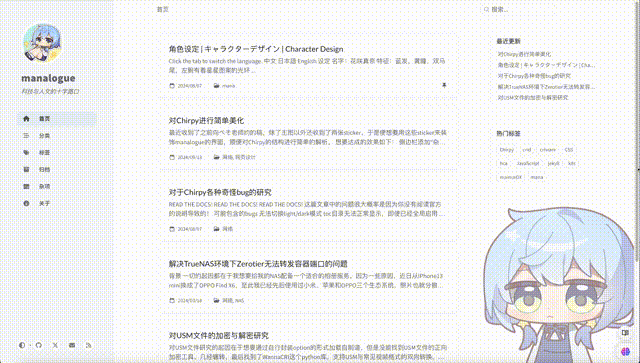 manalogue
科技与人文的十字路口
首页
分类
标签
归档
杂项
关于
首页
搜索...
角色设定 | キャラクターデザイン | Character Design
Click the tab to switch the language. 中文 日本語 English 设定 名字：花咲真奈 特征：蓝发，黄瞳，双马
尾，左侧有着星星图案的光环 ...
2024/08/07 mana
对Chirpy进行简单美化
最近收到了之前向ぺそ老师约的稿，除了主图以外还收到了两张sticker，于是便想要用这些sticker来装
饰manalogue的界面，顺便对Chirpy的结构进行简单的解析。 想要达成的效果如下： 侧边栏添加“杂...
2024/09/13 网络, 网页设计
对于Chirpy各种奇怪bug的研究
READ THE DOCS! READ THE DOCS! READ THE DOCS! 这篇文章中的问题很大概率是因为你没有阅读官方
的说明导致的！ 可能包含的bugs 无法切换light/dark模式 toc目录无法正常显示，即使已经全局启用 ...
2024/08/07 网络
解决TrueNAS环境下Zerotier无法转发容器端口的问题
背景 一切的起因都在于我想要给我的NAS配备一个适合的相册服务，因为一些原因，近日从iPhone13
mini换成了OPPO Find X6，是此我已经先后使用过小米、苹果和OPPO三个生态系统，照片也就分散...
2024/03/18 网络, NAS
对USM文件的加密与解密研究
对USM文件研究的起因在于想要通过自行封装option的形式加载自制谱，但是没能找到USM文件的正向
加密工具，几经辗转，最后找到了WannaCRI这个python库，支持USM与常见视频格式的双向转换。
最近更新
对Chirpy进行简单美化
角色设定 | キャラクターデザイン | Cha...
对于Chirpy各种奇怪bug的研究
解决TrueNAS环境下Zerotier无法转发容...
对USM文件的加密与解密研究
热门标签
Chirpy cmd criware CSS
hca JavaScript Jekyll k8s
maimaiDX mana